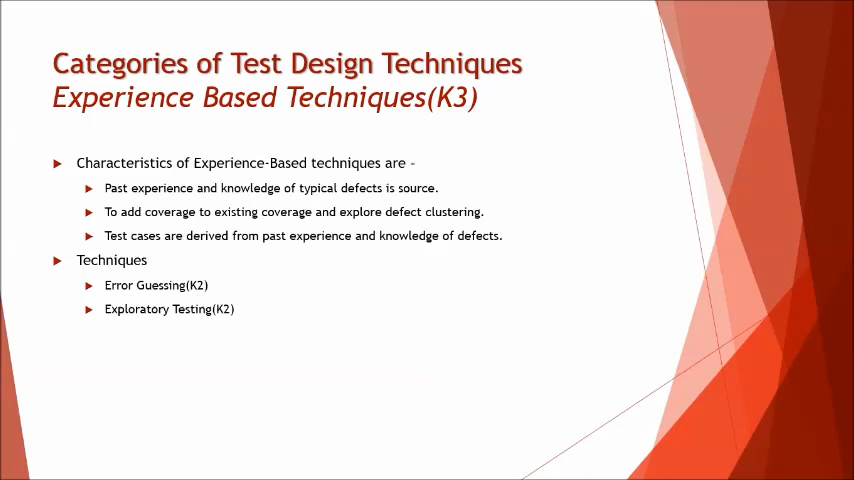 Categories of Test Design Techniques
Experience Based Techniques(K3)
Characteristics of Experience-Based techniques are -
Past experience and knowledge of typical defects is source.
To add coverage to existing coverage and explore defect clustering.
Test cases are derived from past experience and knowledge of defects.
Techniques
Error Guessing(K2)
Exploratory Testing(K2)